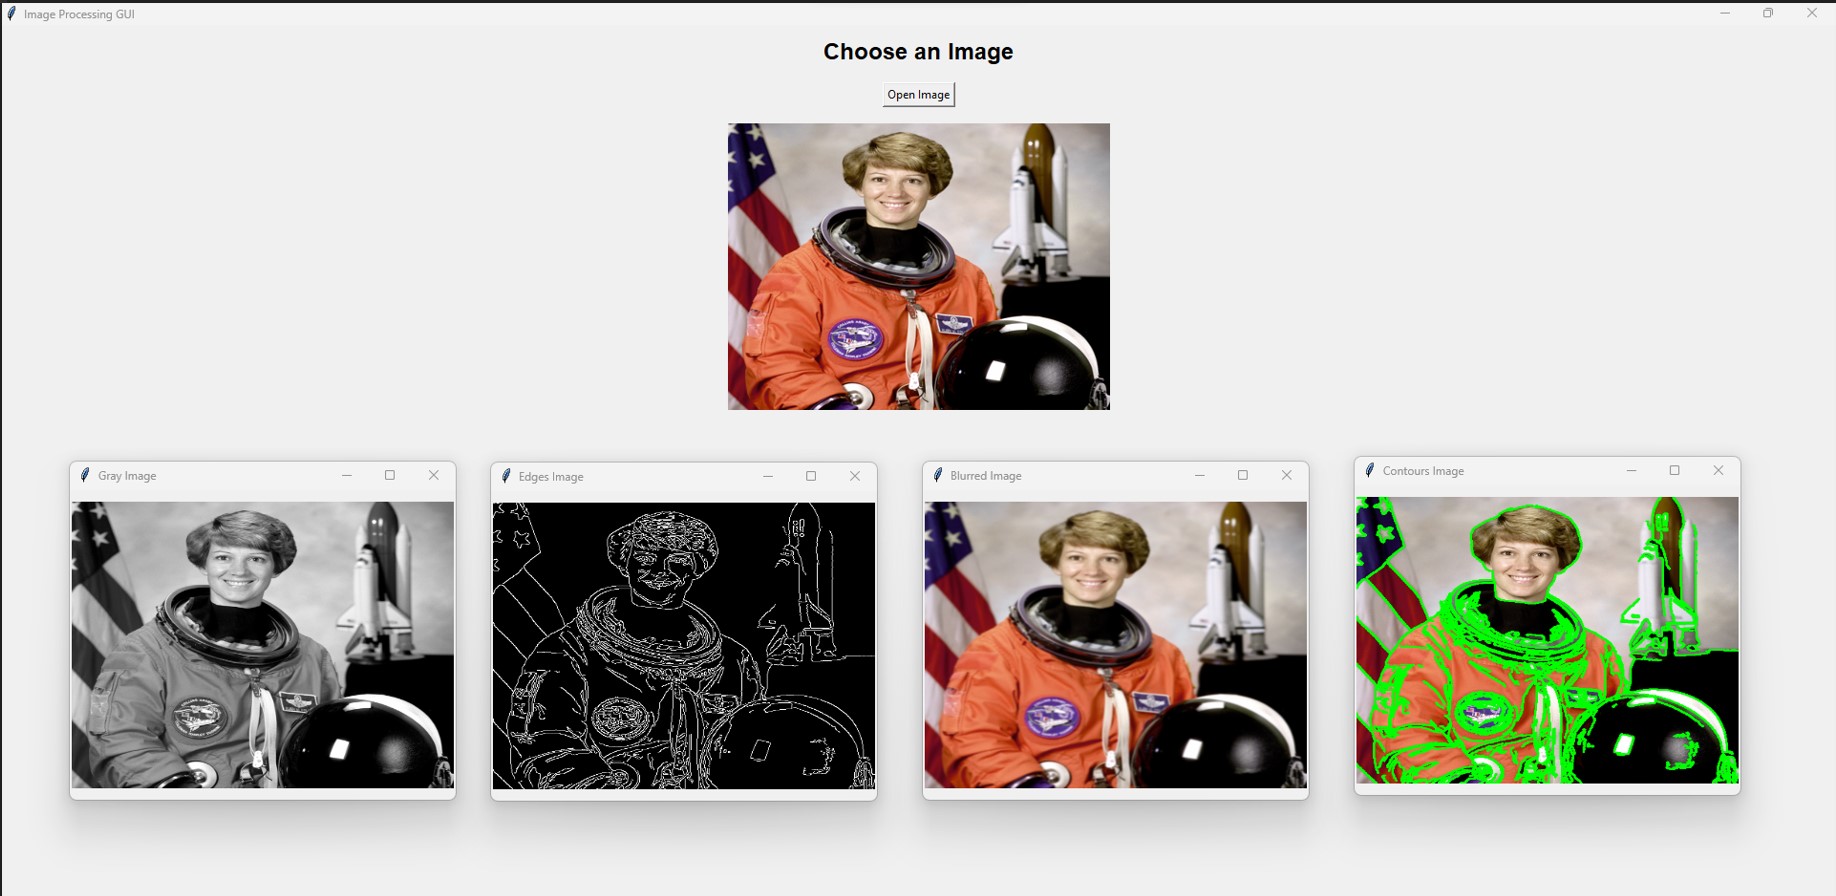 Image Processing GUI
Choose an Image
Open Image
Gray Image
Edges Image
Blurred Image
Contours Image